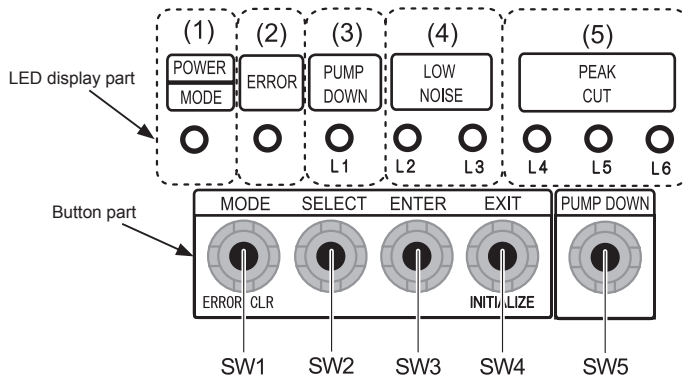 (1) (2) (3) (4) (5)
POWER
MODE
ERROR
PUMP
DOWN
LOW
NOISE
PEAK
CUT
LED display part
L1 L2 L3 L4 L5 L6
Button part
MODE SELECT ENTER EXIT PUMP DOWN
ERROR CLR INITIALIZE
SW1 SW2 SW3 SW4 SW5